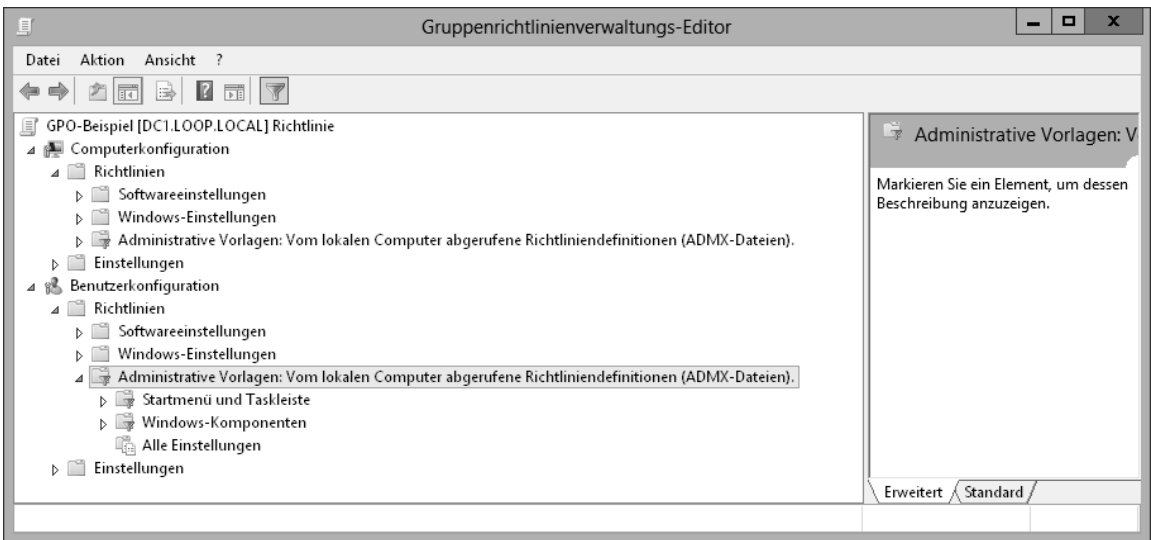 Gruppenrichtlinienverwaltungs-Editor
Datei Aktion Ansicht ?
GPO-Beispiel [DC1.LOOP.LOCAL] Richtlinie
Computerkonfiguration
Richtlinien
Softwareeinstellungen
Windows-Einstellungen
Administrative Vorlagen: Vom lokalen Computer abgerufene Richtliniendefinitionen (ADMX-Dateien).
Einstellungen
Benutzerkonfiguration
Richtlinien
Softwareeinstellungen
Windows-Einstellungen
Administrative Vorlagen: Vom lokalen Computer abgerufene Richtliniendefinitionen (ADMX-Dateien).
Startmenü und Taskleiste
Windows-Komponenten
Alle Einstellungen
Einstellungen
Administrative Vorlagen: V
Markieren Sie ein Element, um dessen
Beschreibung anzuzeigen.
Erweitert Standard